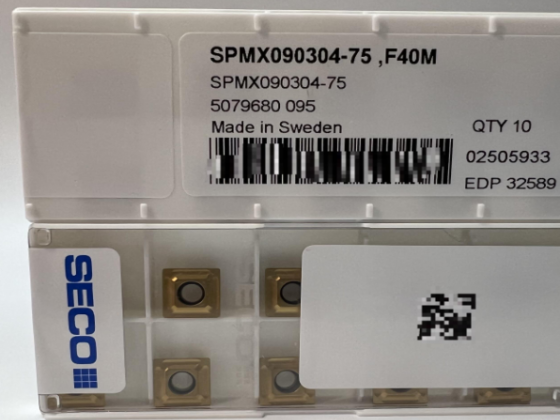 SPMX090304-75 ,F40M
SPMX090304-75
5079680 095
Made in Sweden
QTY 10
02505933
EDP 32589
SECO